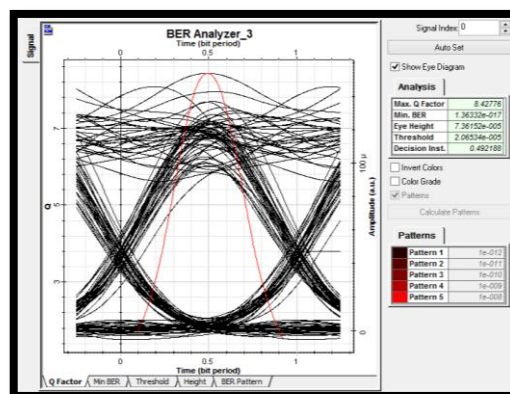 Signal
BER Analyzer_3
Time (bit period)
0 0.5 1
Q
7
5
3
Amplitude (a.u.)
100 µ
0
0 0.5 1
Time (bit period)
Q Factor Min BER Threshold Height BER Pattern
Signal Index: 0
Auto Set
Show Eye Diagram
Analysis
Max. Q Factor 8.42776
Min. BER 1.36332e-017
Eye Height 7.36152e-005
Threshold 2.06534e-005
Decision Inst. 0.492188
Invert Colors
Color Grade
Patterns
Calculate Patterns
Patterns
Pattern 1 1e-012
Pattern 2 1e-011
Pattern 3 1e-010
Pattern 4 1e-009
Pattern 5 1e-008